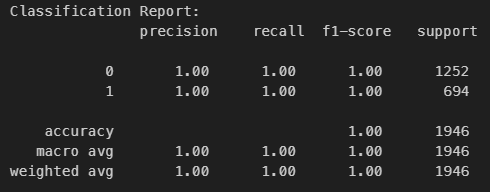 Classification Report:
precision recall f1-score support
0 1.00 1.00 1.00 1252
1 1.00 1.00 1.00 694
accuracy 1.00 1946
macro avg 1.00 1.00 1.00 1946
weighted avg 1.00 1.00 1.00 1946